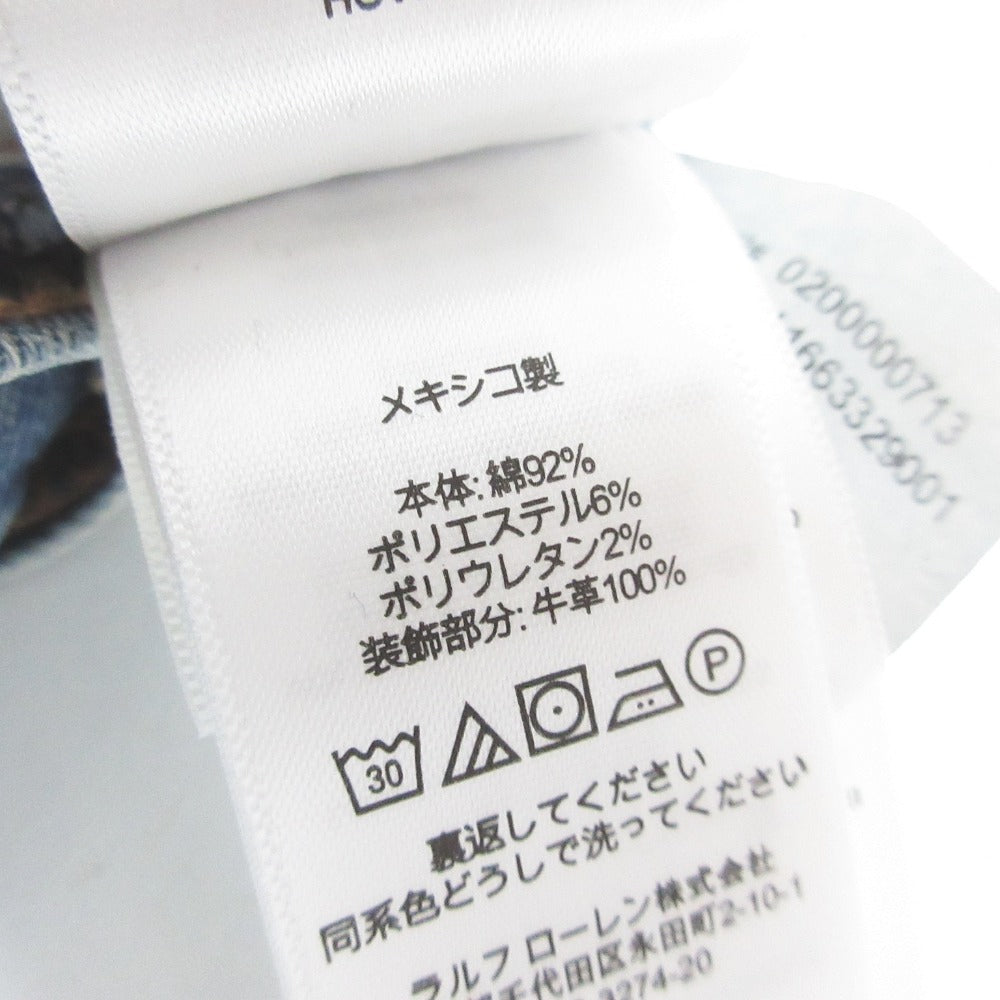 メキシコ製
本体: 綿92%
ポリエステル6%
ポリウレタン2%
装飾部分: 牛革100%
30
P
裏返してください
同系色どうしで洗ってください
ラルフ ローレン株式会社
千代田区永田町2-10-1
3274-20
0200000713
4663329001